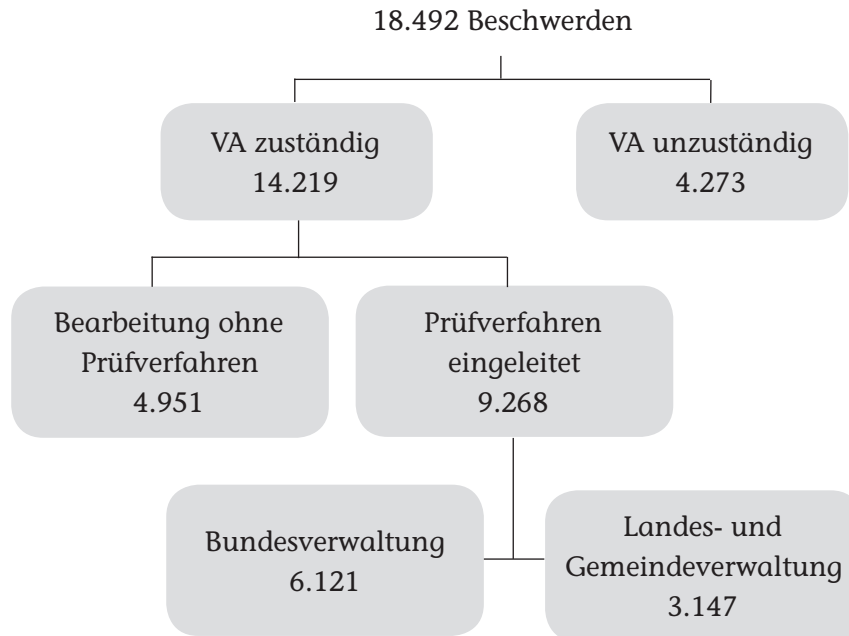 18.492 Beschwerden
VA zuständig
14.219
VA unzuständig
4.273
Bearbeitung ohne
Prüfverfahren
4.951
Prüfverfahren
eingeleitet
9.268
Bundesverwaltung
6.121
Landes- und
Gemeindeverwaltung
3.147